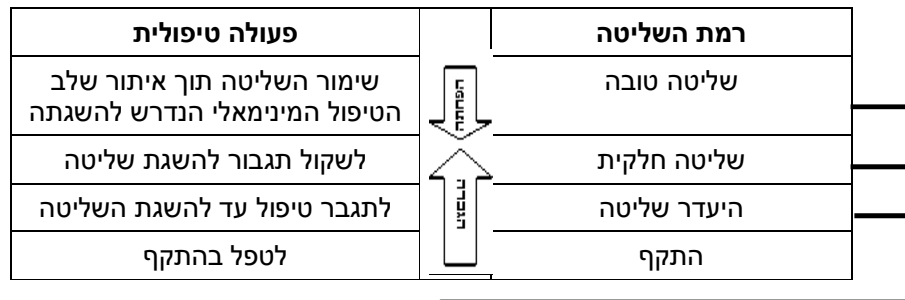 רמת השליטה
פעולה טיפולית
שליטה טובה
שימור השליטה תוך איתור שלב
הטיפול המינימאלי הנדרש להשגתה
הפחתה
שליטה חלקית
לשקול תגבור להשגת שליטה
היעדר שליטה
לתגבר טיפול עד להשגת השליטה
הגברה
התקף
לטפל בהתקף